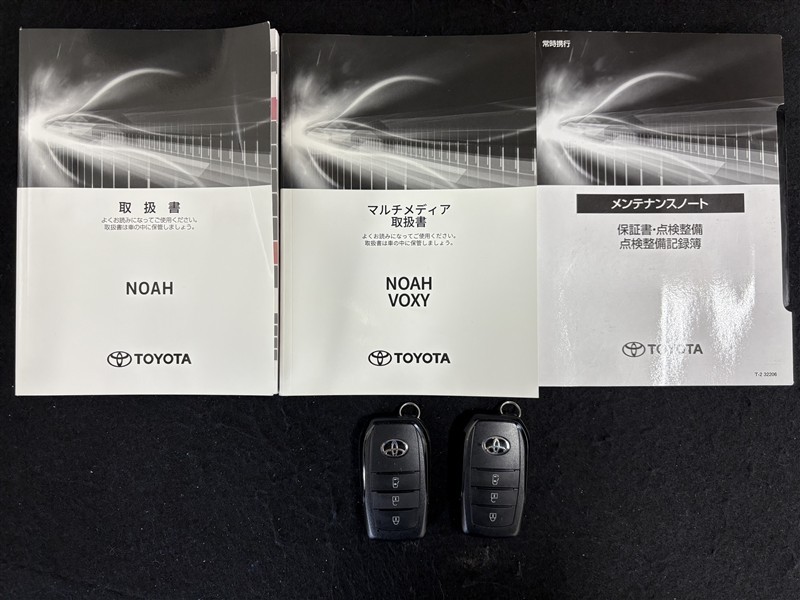 取扱書
よくお読みになってご使用ください。
取扱書は車の中に保管しましょう。
NOAH
TOYOTA
マルチメディア
取扱書
よくお読みになってご使用ください。
取扱書は車の中に保管しましょう。
NOAH
VOXY
TOYOTA
常時携行
メンテナンスノート
保証書・点検整備
点検整備記録簿
TOYOTA
T-2 32206